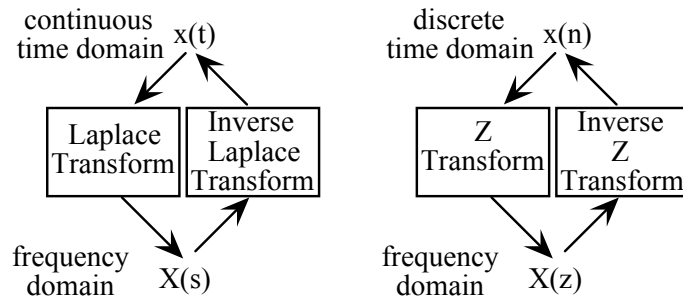 continuous
time domain x(t)
Laplace
Transform
Inverse
Laplace
Transform
frequency
domain X(s)
discrete
time domain x(n)
Z
Transform
Inverse
Z
Transform
frequency
domain X(z)